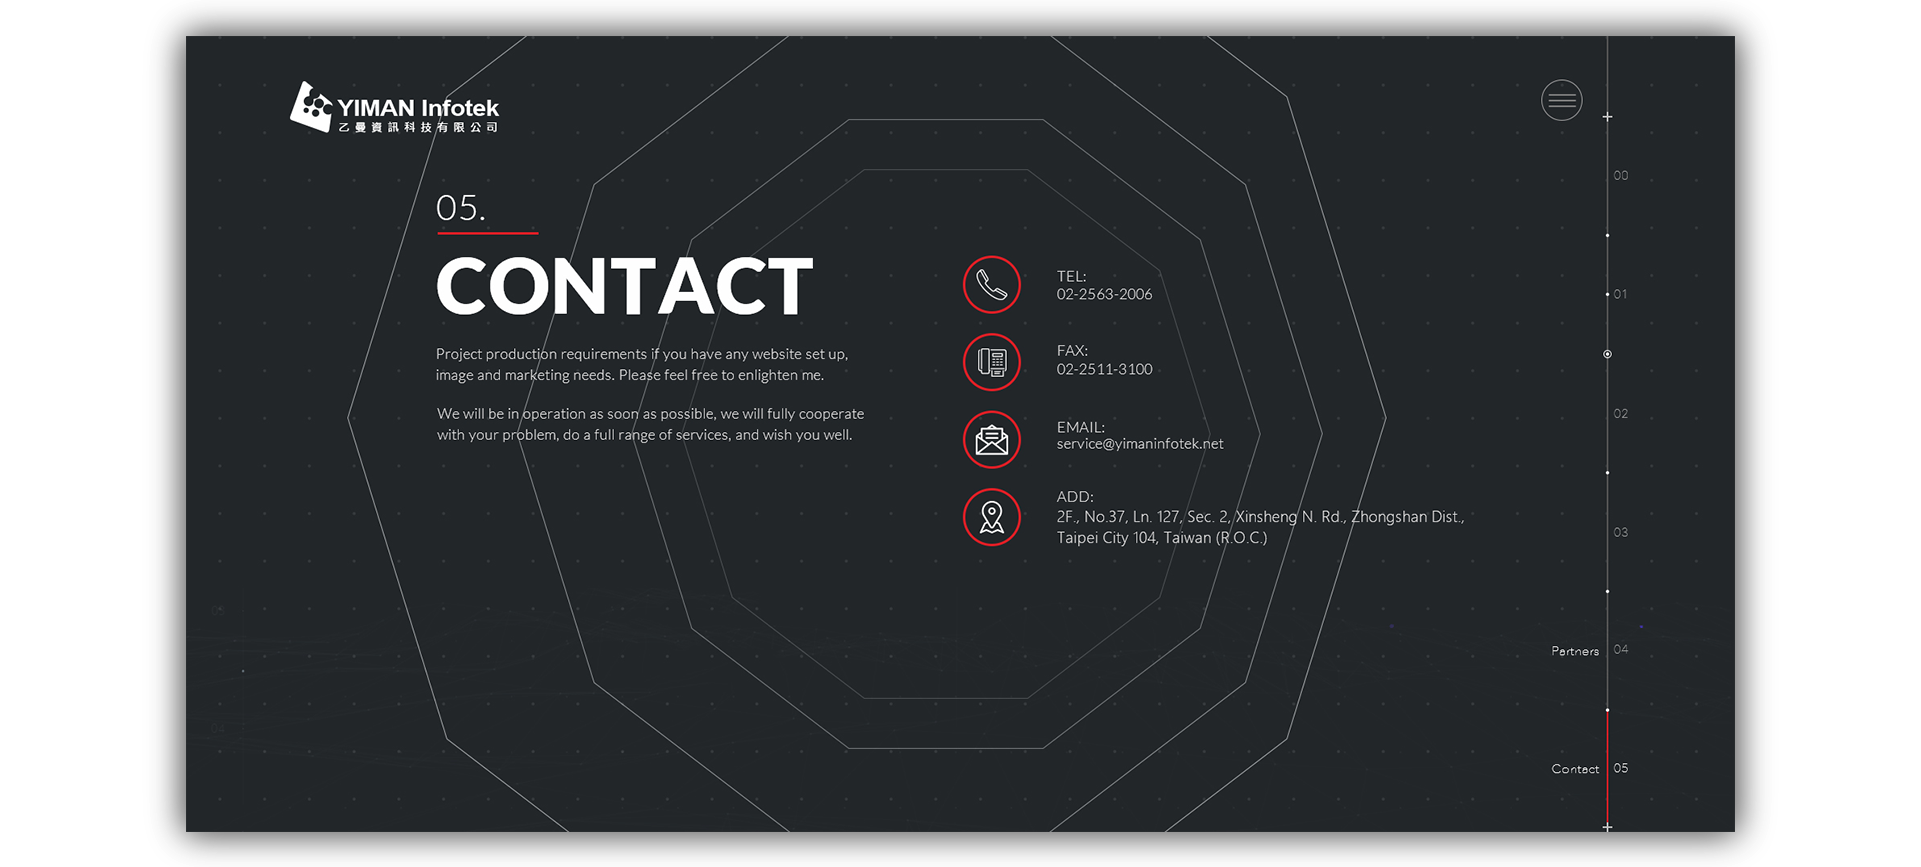 YIMAN Infotek
乙曼資訊科技有限公司
05.
CONTACT
Project production requirements if you have any website set up,
image and marketing needs. Please feel free to enlighten me.
We will be in operation as soon as possible, we will fully cooperate
with your problem, do a full range of services, and wish you well.
TEL:
02-2563-2006
FAX:
02-2511-3100
EMAIL:
service@yimaninfotek.net
ADD:
2F., No.37, Ln. 127, Sec. 2, Xinsheng N. Rd., Zhongshan Dist.,
Taipei City 104, Taiwan (R.O.C.)
00
01
02
03
Partners 04
Contact 05